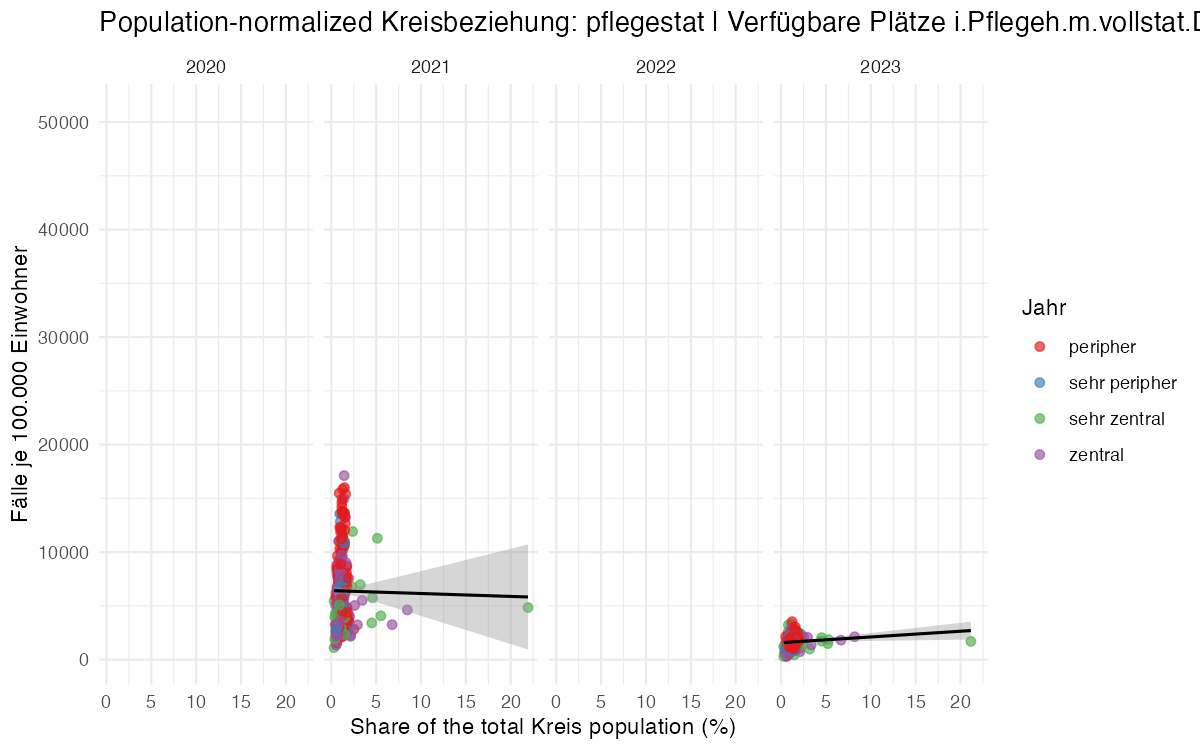 Population-normalized Kreisbeziehung: pflegestat | Verfügbare Plätze i.Pflegeh.m.vollstat.D
2020 2021 2022 2023
50000
40000
30000
20000
10000
0
Fälle je 100.000 Einwohner
0 5 10 15 20 0 5 10 15 20 0 5 10 15 20 0 5 10 15 20
Share of the total Kreis population (%)
Jahr
peripher
sehr peripher
sehr zentral
zentral